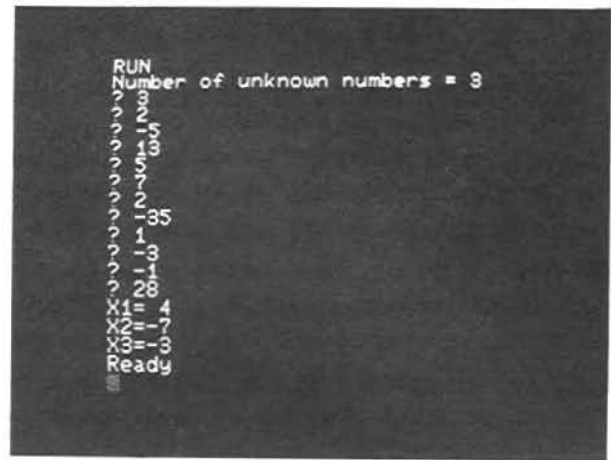 RUN
Number of unknown numbers = 3
? 3
? 2
? -5
? 13
? 5
? 7
? 2
? -35
? 1
? -3
? -1
? 28
X1= 4
X2=-7
X3=-3
Ready